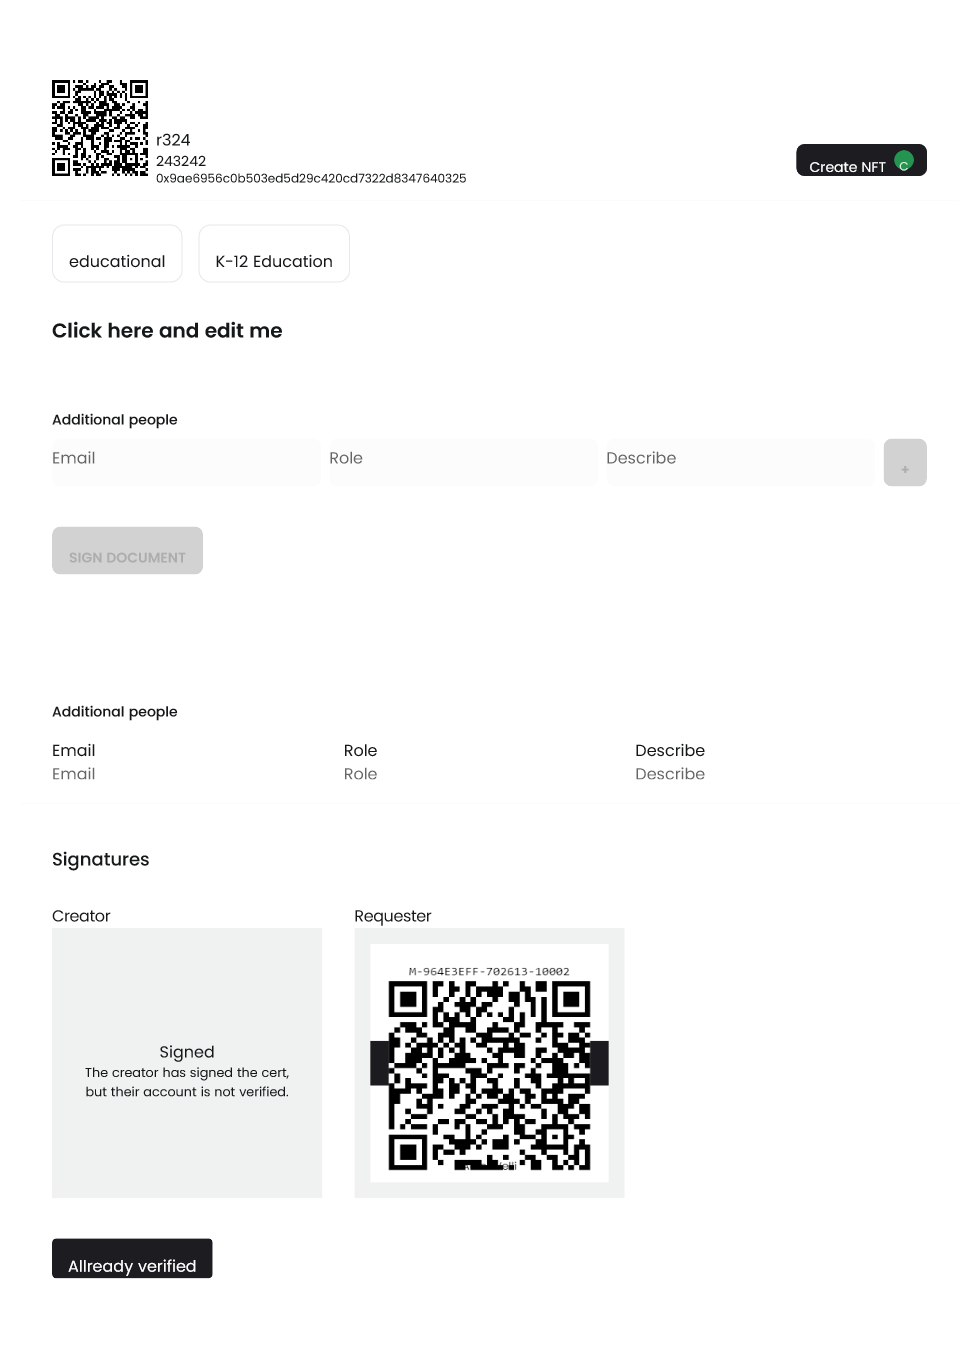 r324
243242
0x9ae6956c0b503ed5d29c420cd7322d8347640325
Create NFT C
educational K-12 Education
Click here and edit me
Additional people
Email Role Describe +
SIGN DOCUMENT
Additional people
Email Role Describe
Email Role Describe
Signatures
Creator Requester
M-964E3EFF-702613-10002
Signed
The creator has signed the cert,
but their account is not verified.
Allready verified